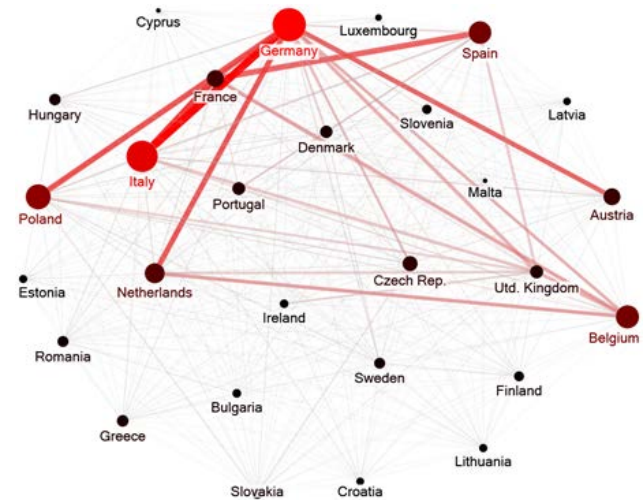 Cyprus
Luxembourg
Germany
Spain
France
Hungary
Slovenia
Latvia
Denmark
Italy
Malta
Poland
Portugal
Austria
Netherlands
Czech Rep.
Utd. Kingdom
Estonia
Ireland
Belgium
Romania
Sweden
Finland
Bulgaria
Greece
Lithuania
Slovakia
Croatia